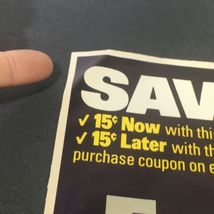 SAV
✓ 15¢ Now with thi
✓ 15¢ Later with th
purchase coupon on e